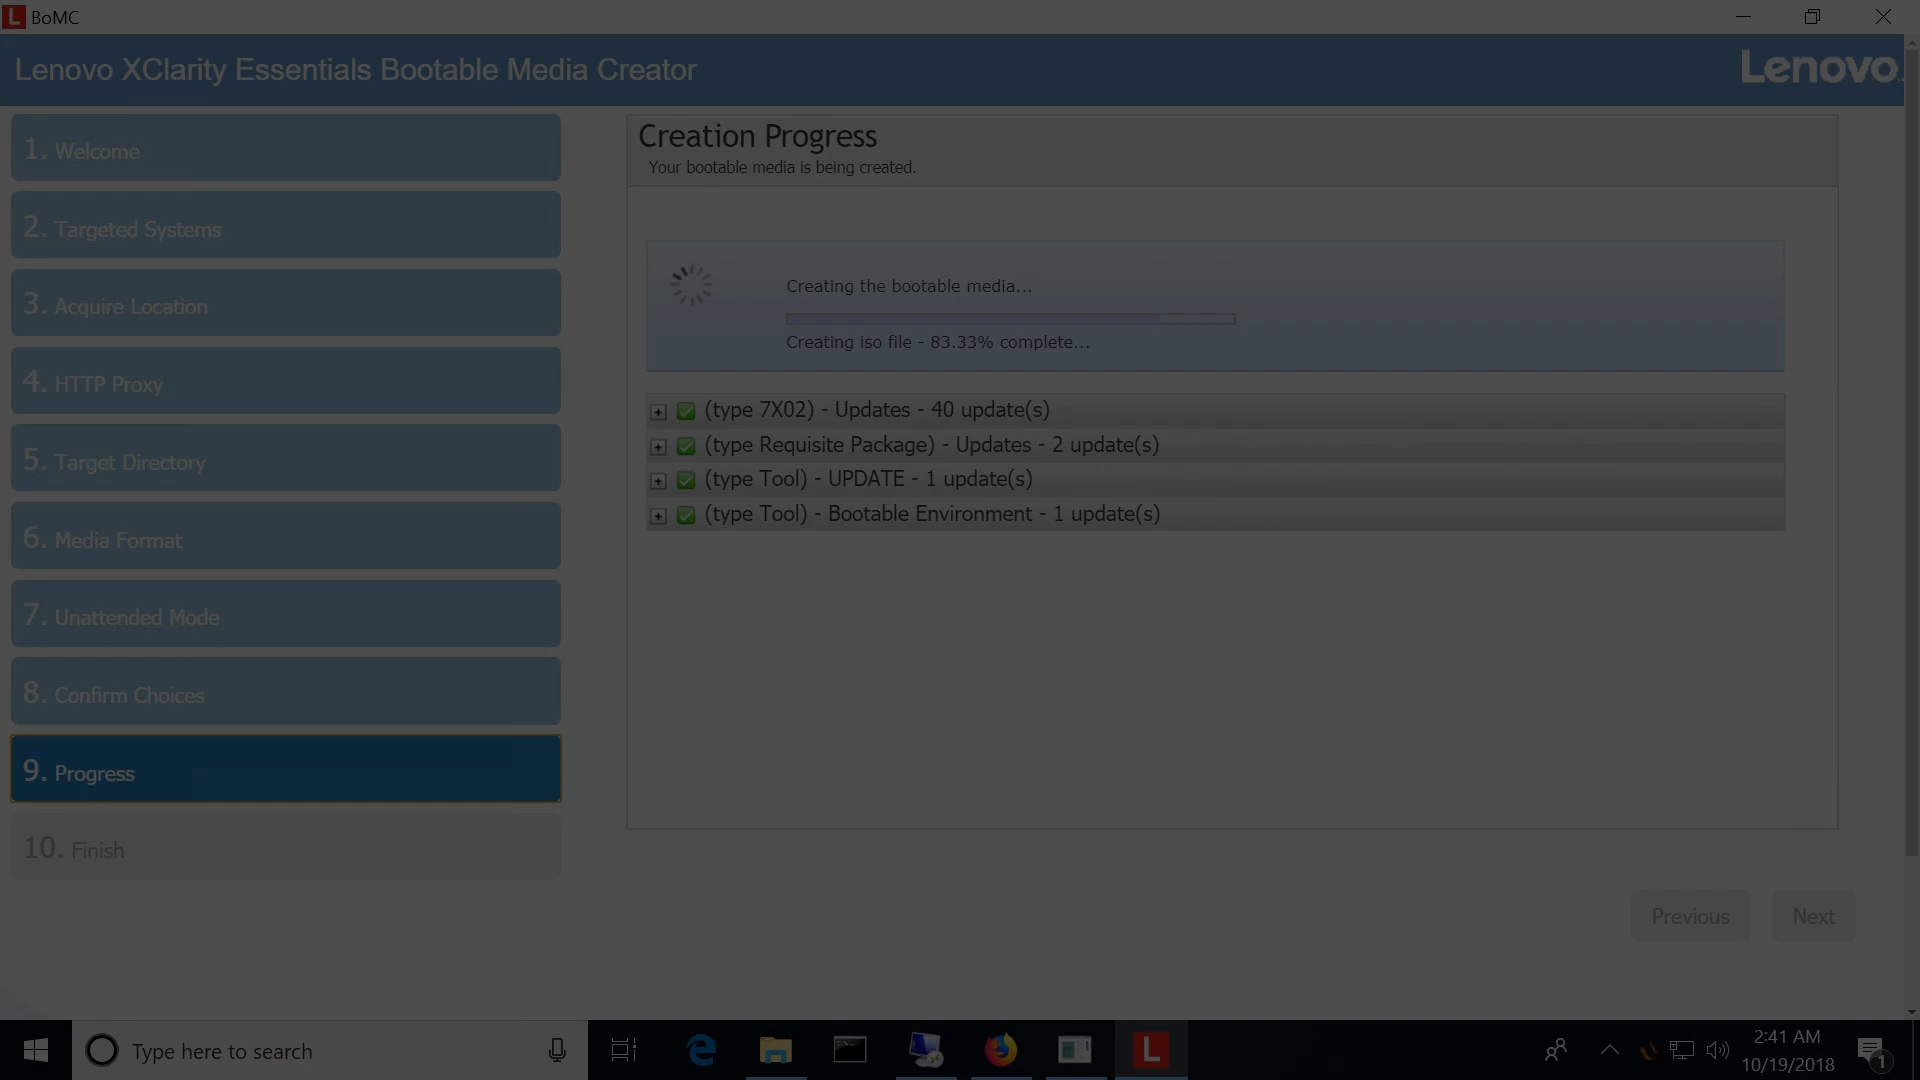 BoMC
Lenovo XClarity Essentials Bootable Media Creator
Lenovo
1. Welcome
2. Targeted Systems
3. Acquire Location
4. HTTP Proxy
5. Target Directory
6. Media Format
7. Unattended Mode
8. Confirm Choices
9. Progress
10. Finish
Creation Progress
Your bootable media is being created.
Creating the bootable media...
Creating iso file - 83.33% complete...
(type 7X02) - Updates - 40 update(s)
(type Requisite Package) - Updates - 2 update(s)
(type Tool) - UPDATE - 1 update(s)
(type Tool) - Bootable Environment - 1 update(s)
Previous
Next
Type here to search
2:41 AM
10/19/2018
1